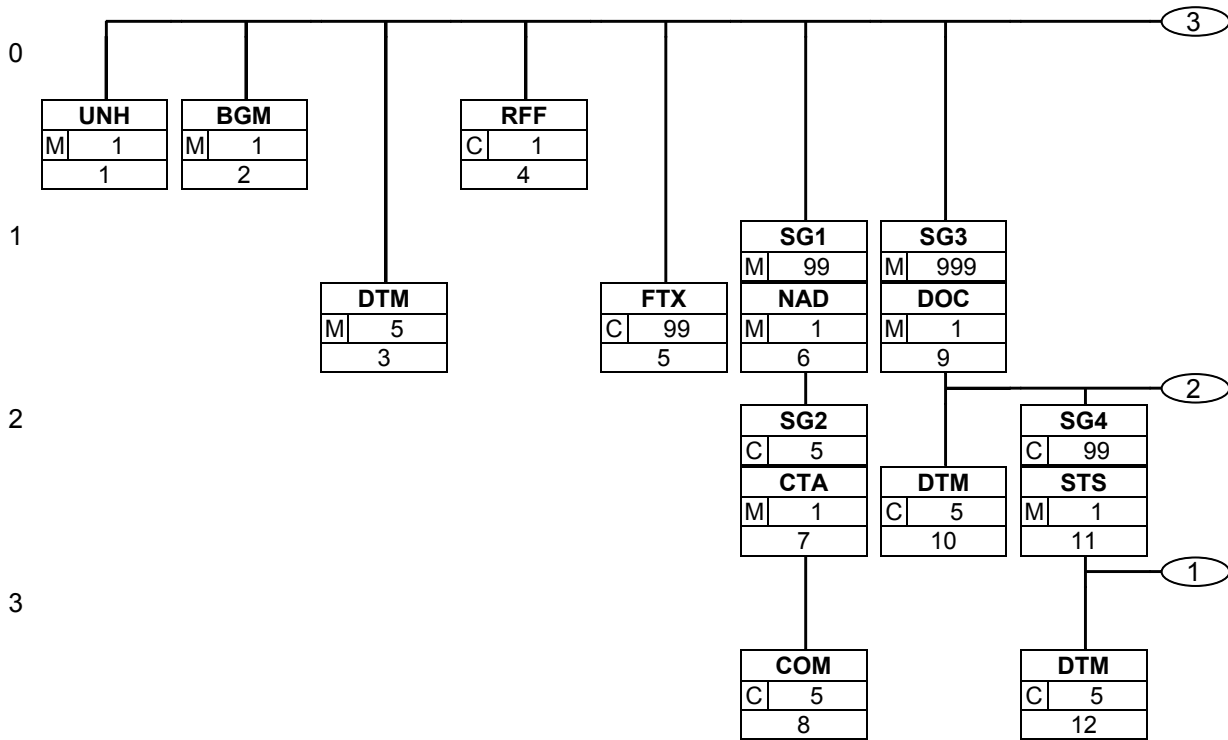 3
0
UNH BGM RFF
M 1 M 1 C 1
1 2 4
1
SG1 SG3
M 99 M 999
DTM FTX NAD DOC
M 5 C 99 M 1 M 1
3 5 6 9
2
2
SG2 SG4
C 5 C 99
CTA DTM STS
M 1 C 5 M 1
7 10 11
1
3
COM DTM
C 5 C 5
8 12